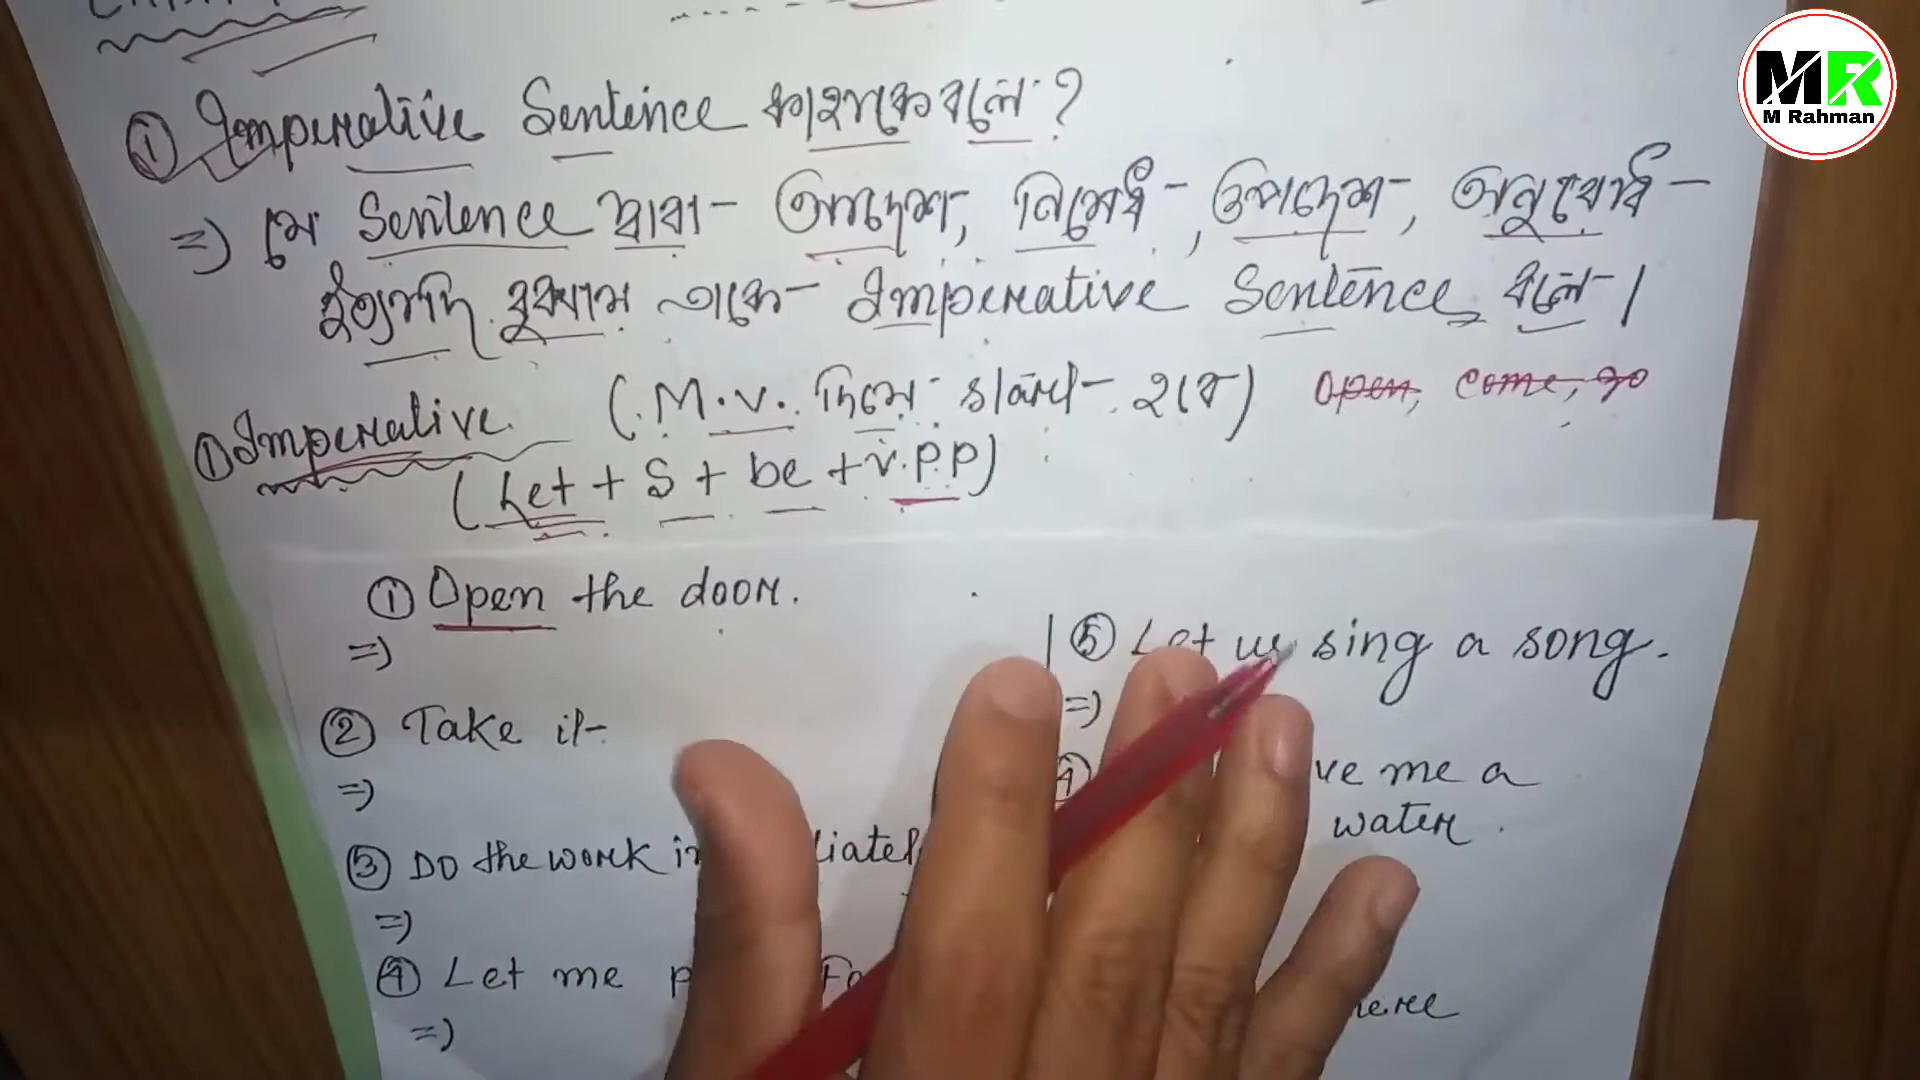 ① Imperative Sentence কাহাকে বলে ?
=> যে Sentence দ্বারা - আদেশ, নিষেধ - , উপদেশ - , অনুরোধ -
ইত্যাদি বুঝায় তাকে - Imperative Sentence বলে - ।
① Imperative. (M.V. দিয়ে start - হবে) Open, Come, go
(Let + S + be + v.p.p)
① Open the door.
=>
② Take it
=>
③ Do the work
=>
④ Let me
=>
⑤ Let us sing a song.
=>
me a
water.
MR
M Rahman